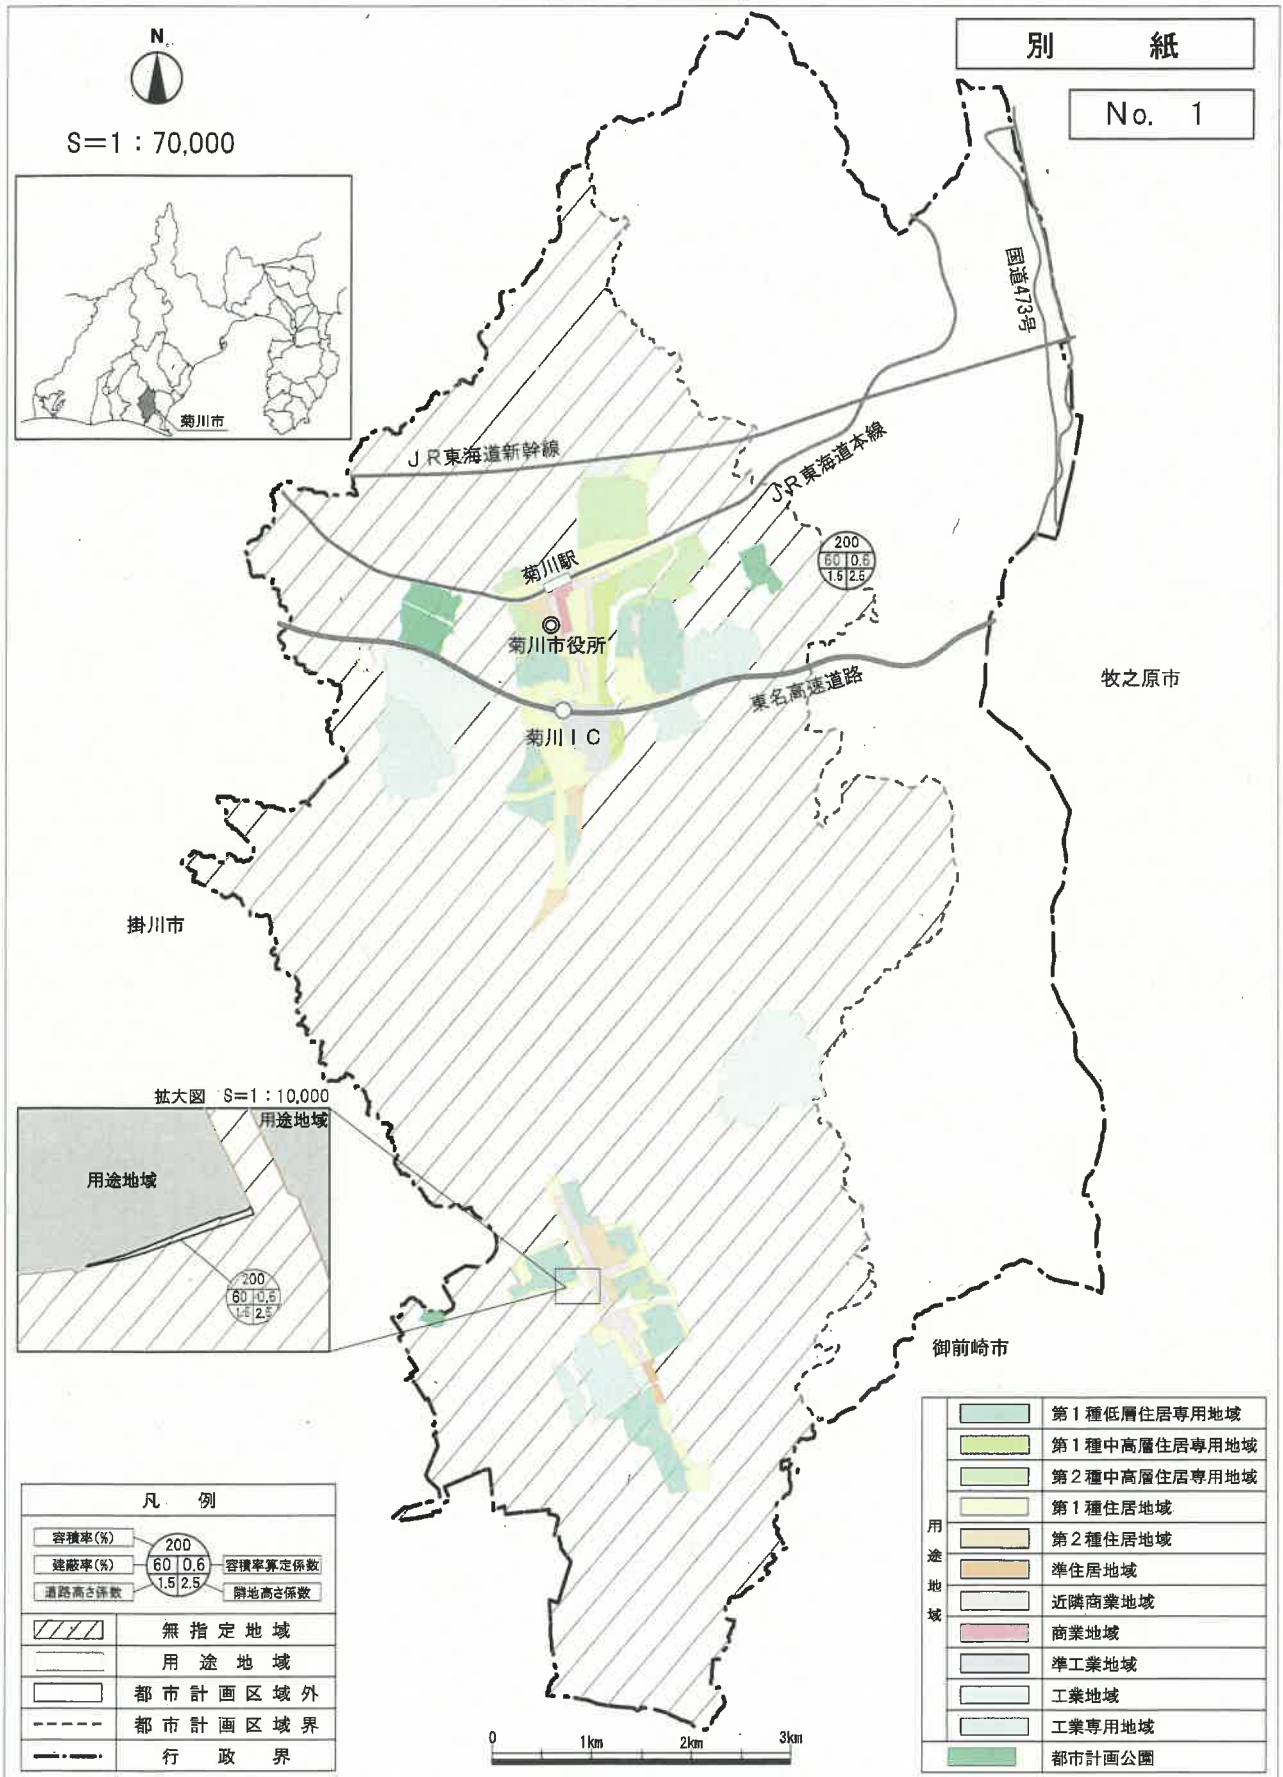 別 紙
No. 1
N
S=1:70,000
菊川市
国道473号
JR東海道新幹線
JR東海道本線
菊川駅
200
60 0.6
1.5 2.5
菊川市役所
東名高速道路
牧之原市
菊川IC
掛川市
拡大図 S=1:10,000
用途地域
用途地域
200
60 0.6
1.5 2.5
御前崎市
凡 例
容積率(%)
200
建蔽率(%)
60 0.6
容積率算定係数
道路高さ係数
1.5 2.5
隣地高さ係数
無指定地域
用途地域
都市計画区域外
都市計画区域界
行政界
0 1km 2km 3km
用途地域
第1種低層住居専用地域
第1種中高層住居専用地域
第2種中高層住居専用地域
第1種住居地域
第2種住居地域
準住居地域
近隣商業地域
商業地域
準工業地域
工業地域
工業専用地域
都市計画公園